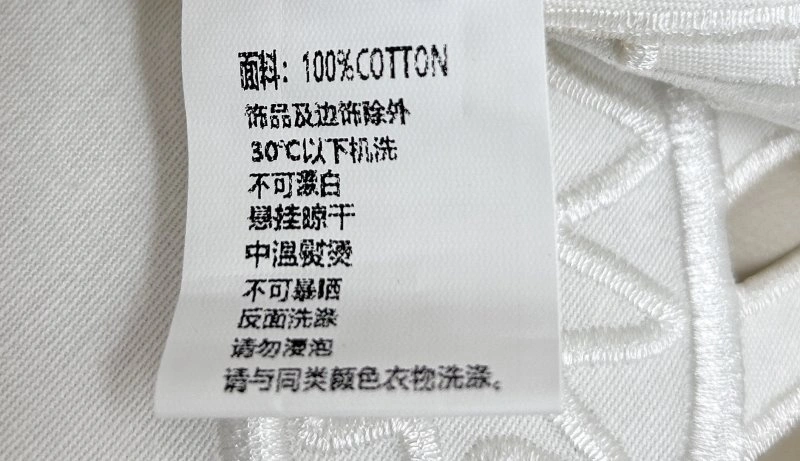 面料：100%COTTON
饰品及边饰除外
30℃以下机洗
不可漂白
悬挂晾干
中温熨烫
不可暴晒
反面洗涤
请勿浸泡
请与同类颜色衣物洗涤。